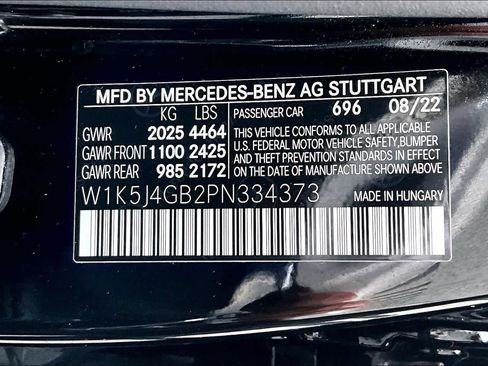 MFD BY MERCEDES-BENZ AG STUTTGART
KG LBS PASSENGER CAR 696 08/22
GVWR 2025 4464 THIS VEHICLE CONFORMS TO ALL APPLICABLE
GAWR FRONT 1100 2425 U.S. FEDERAL MOTOR VEHICLE SAFETY,BUMPER
AND THEFT PREVENTION STANDARDS IN EFFECT
GAWR REAR 985 2172 ON THE DATE OF MANUFACTURE SHOWN ABOVE
W1K5J4GB2PN334373 MADE IN HUNGARY